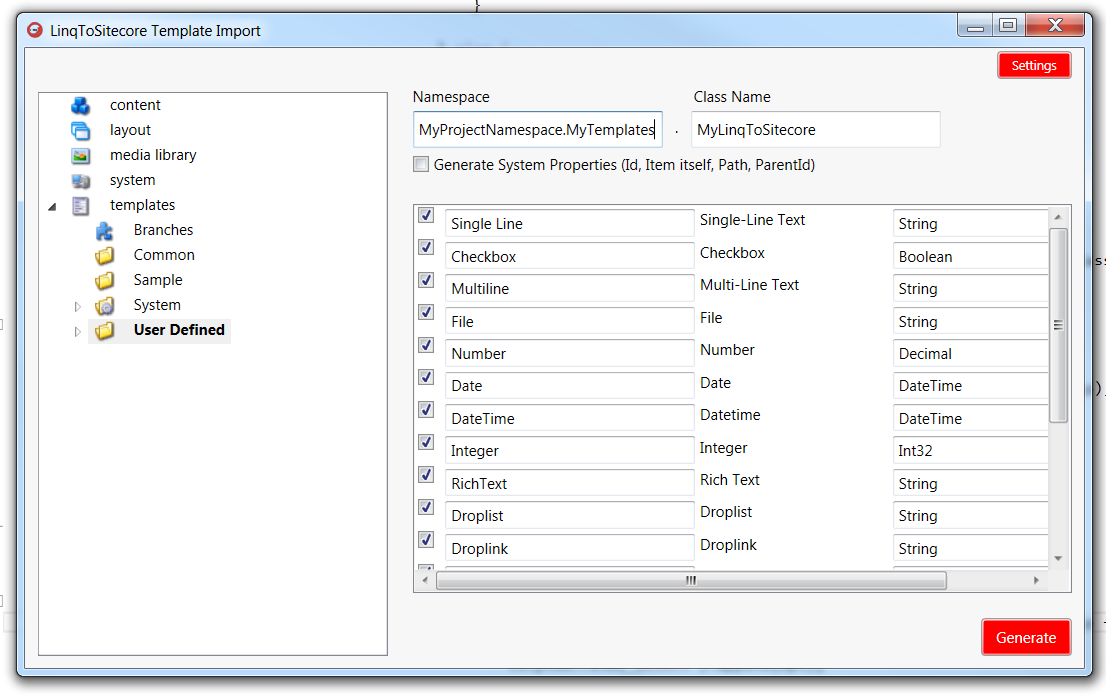 }
LinqToSitecore Template Import
Settings
content
layout
media library
system
templates
Branches
Common
Sample
System
User Defined
Namespace
Class Name
MyProjectNamespace.MyTemplates . MyLinqToSitecore
Generate System Properties (Id, Item itself, Path, ParentId)
Single Line Single-Line Text String
Checkbox Checkbox Boolean
Multiline Multi-Line Text String
File File String
Number Number Decimal
Date Date DateTime
DateTime Datetime DateTime
Integer Integer Int32
RichText Rich Text String
Droplist Droplist String
Droplink Droplink String
Generate